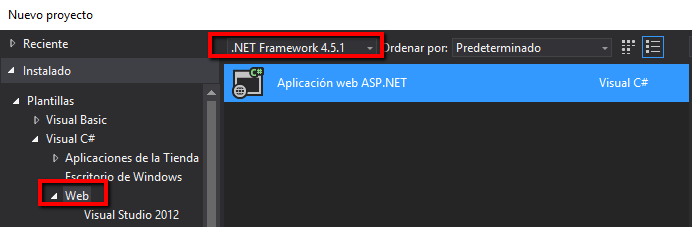 Nuevo proyecto
Reciente
.NET Framework 4.5.1
Ordenar por:
Predeterminado
Instalado
C#
Aplicación web ASP.NET
Visual C#
Plantillas
Visual Basic
Visual C#
Aplicaciones de la Tienda
Escritorio de Windows
Web
Visual Studio 2012